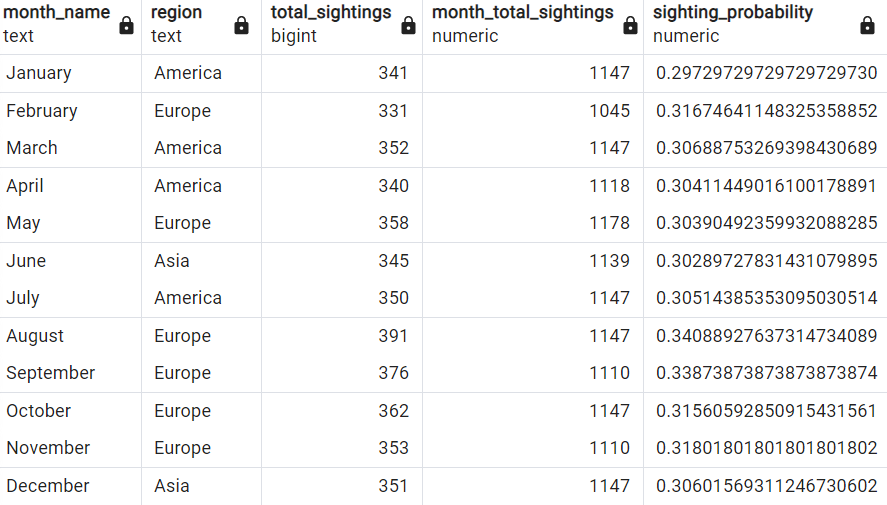 month_name region total_sightings month_total_sightings sighting_probability
text text bigint numeric numeric
January America 341 1147 0.29729729729729729730
February Europe 331 1045 0.31674641148325358852
March America 352 1147 0.30688753269398430689
April America 340 1118 0.30411449016100178891
May Europe 358 1178 0.30390492359932088285
June Asia 345 1139 0.30289727831431079895
July America 350 1147 0.30514385353095030514
August Europe 391 1147 0.34088927637314734089
September Europe 376 1110 0.33873873873873873874
October Europe 362 1147 0.31560592850915431561
November Europe 353 1110 0.31801801801801801802
December Asia 351 1147 0.30601569311246730602